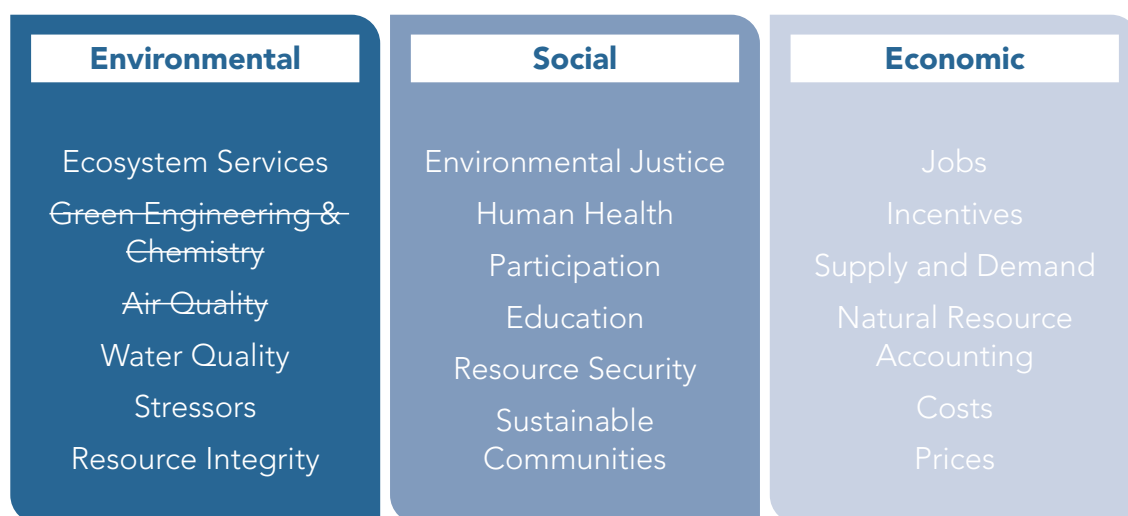 Environmental
Ecosystem Services
Green Engineering &
Chemistry
Air Quality
Water Quality
Stressors
Resource Integrity
Social
Environmental Justice
Human Health
Participation
Education
Resource Security
Sustainable
Communities
Economic
Jobs
Incentives
Supply and Demand
Natural Resource
Accounting
Costs
Prices